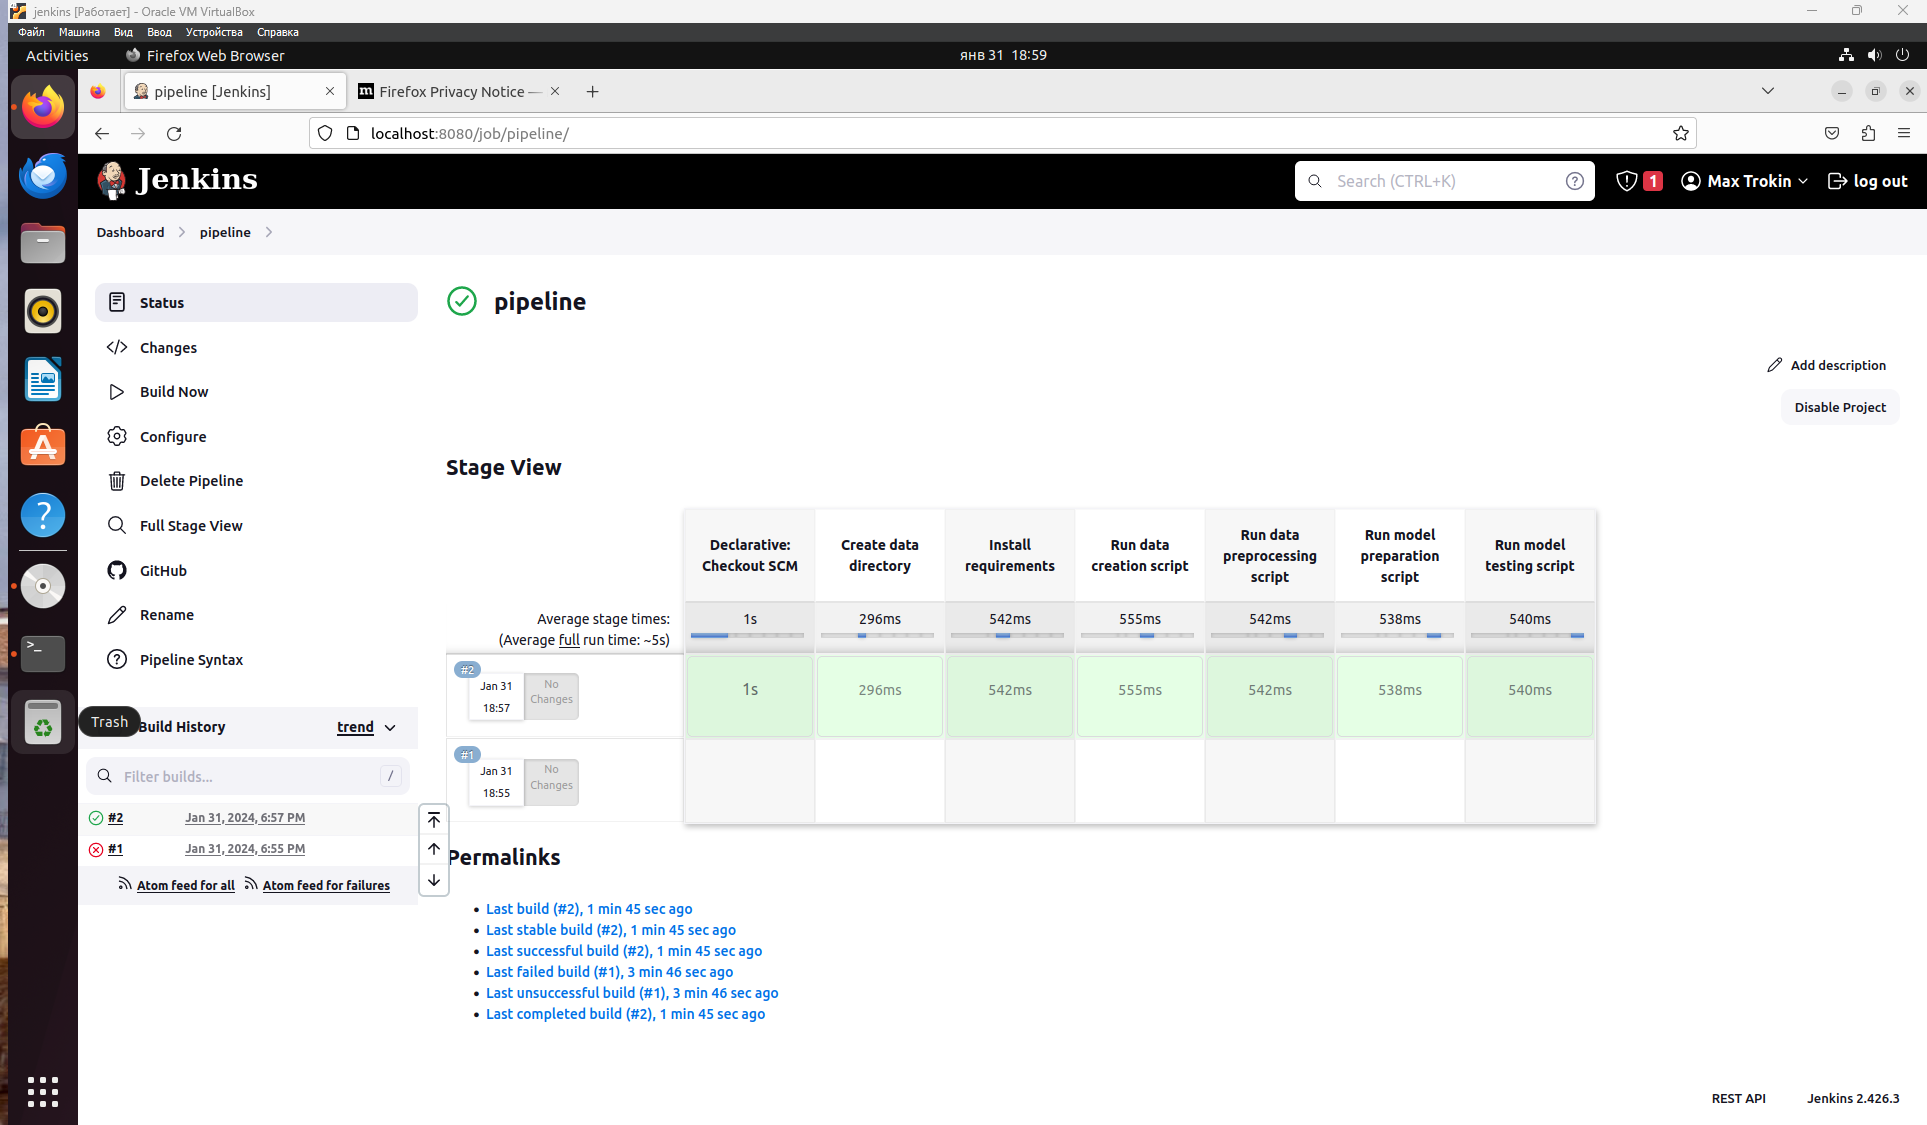 jenkins [Работает] - Oracle VM VirtualBox
Файл Машина Вид Ввод Устройства Справка
Activities Firefox Web Browser янв 31 18:59
pipeline [Jenkins] Firefox Privacy Notice —
localhost:8080/job/pipeline/
Jenkins Search (CTRL+K) 1 Max Trokin log out
Dashboard pipeline
Status
Changes
Build Now
Configure
Delete Pipeline
Full Stage View
GitHub
Rename
Pipeline Syntax
Trash
Build History trend
Filter builds... /
#2 Jan 31, 2024, 6:57 PM
#1 Jan 31, 2024, 6:55 PM
Atom feed for all Atom feed for failures
pipeline
Add description
Disable Project
Stage View
Declarative: Create data Install Run data Run data Run model Run model
Checkout SCM directory requirements creation script preprocessing preparation testing script
script script
Average stage times: 1s 296ms 542ms 555ms 542ms 538ms 540ms
(Average full run time: ~5s)
#2
Jan 31 No
18:57 Changes
1s 296ms 542ms 555ms 542ms 538ms 540ms
#1
Jan 31 No
18:55 Changes
Permalinks
Last build (#2), 1 min 45 sec ago
Last stable build (#2), 1 min 45 sec ago
Last successful build (#2), 1 min 45 sec ago
Last failed build (#1), 3 min 46 sec ago
Last unsuccessful build (#1), 3 min 46 sec ago
Last completed build (#2), 1 min 45 sec ago
REST API Jenkins 2.426.3